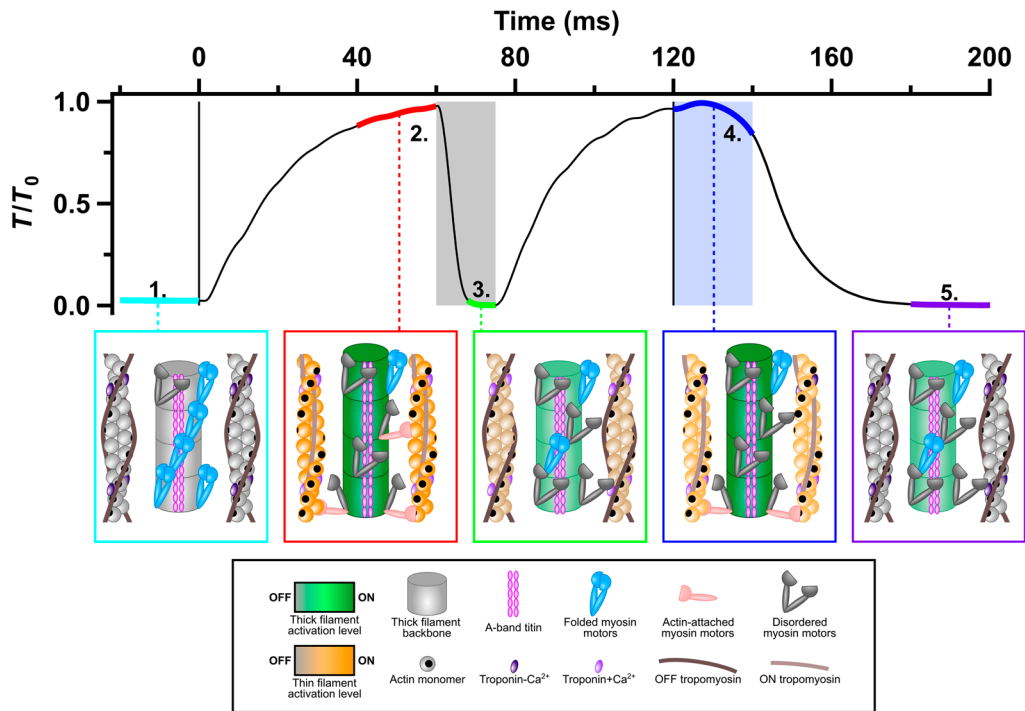 Time (ms)
0 40 80 120 160 200
1.0
0.5
0.0
T/T0
1.
2.
3.
4.
5.
OFF ON
Thick filament
activation level
Thick filament
backbone
A-band titin
Folded myosin
motors
Actin-attached
myosin motors
Disordered
myosin motors
OFF ON
Thin filament
activation level
Actin monomer
Troponin-Ca²⁺
Troponin+Ca²⁺
OFF tropomyosin
ON tropomyosin